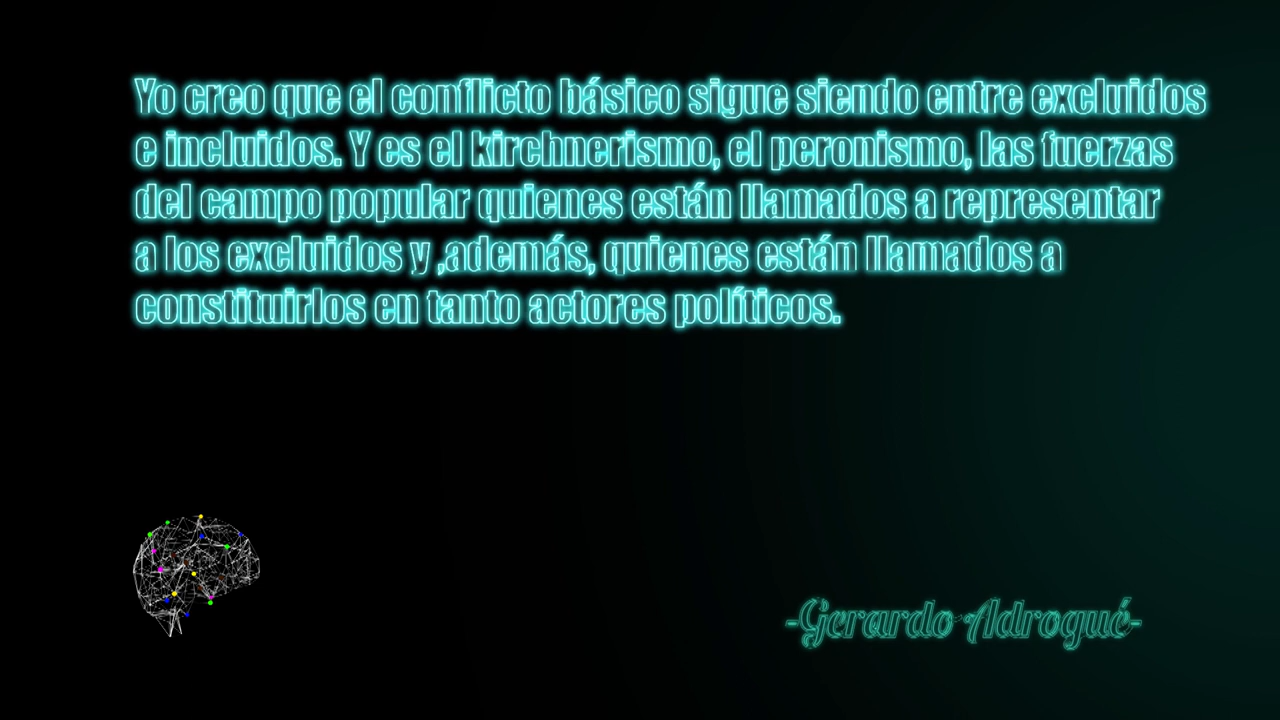 Yo creo que el conflicto básico sigue siendo entre excluidos
e incluidos. Y es el kirchnerismo, el peronismo, las fuerzas
del campo popular quienes están llamados a representar
a los excluidos y ,además, quienes están llamados a
constituirlos en tanto actores políticos.
-Gerardo Adrogué-